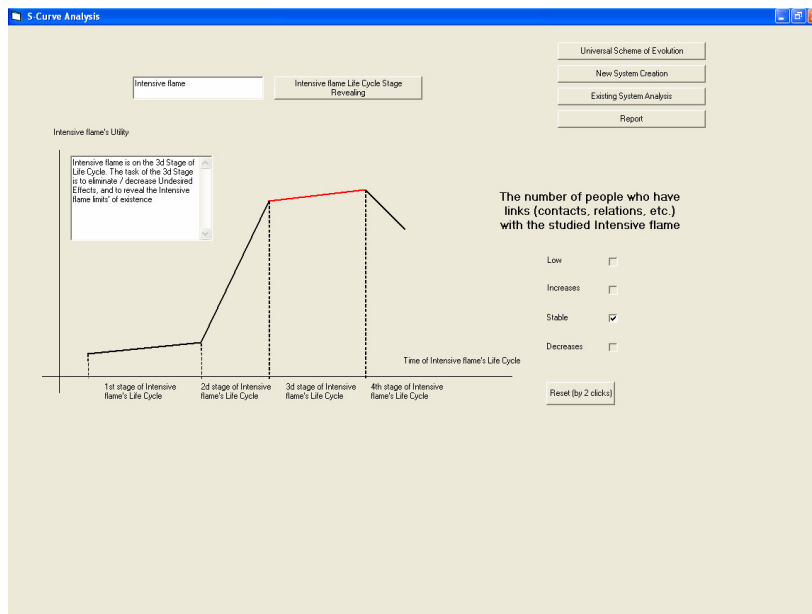 S-Curve Analysis
Universal Scheme of Evolution
New System Creation
Existing System Analysis
Report
Intensive flame
Intensive flame Life Cycle Stage
Revealing
Intensive flame's Utility
Intensive flame is on the 3d Stage of
Life Cycle. The task of the 3d Stage
is to eliminate / decrease Undesired
Effects, and to reveal the Intensive
flame limits' of existence
The number of people who have
links (contacts, relations, etc.)
with the studied Intensive flame
Low
Increases
Stable
Decreases
Time of Intensive flame's Life Cycle
1st stage of Intensive
flame's Life Cycle
2d stage of Intensive
flame's Life Cycle
3d stage of Intensive
flame's Life Cycle
4th stage of Intensive
flame's Life Cycle
Reset (by 2 clicks)